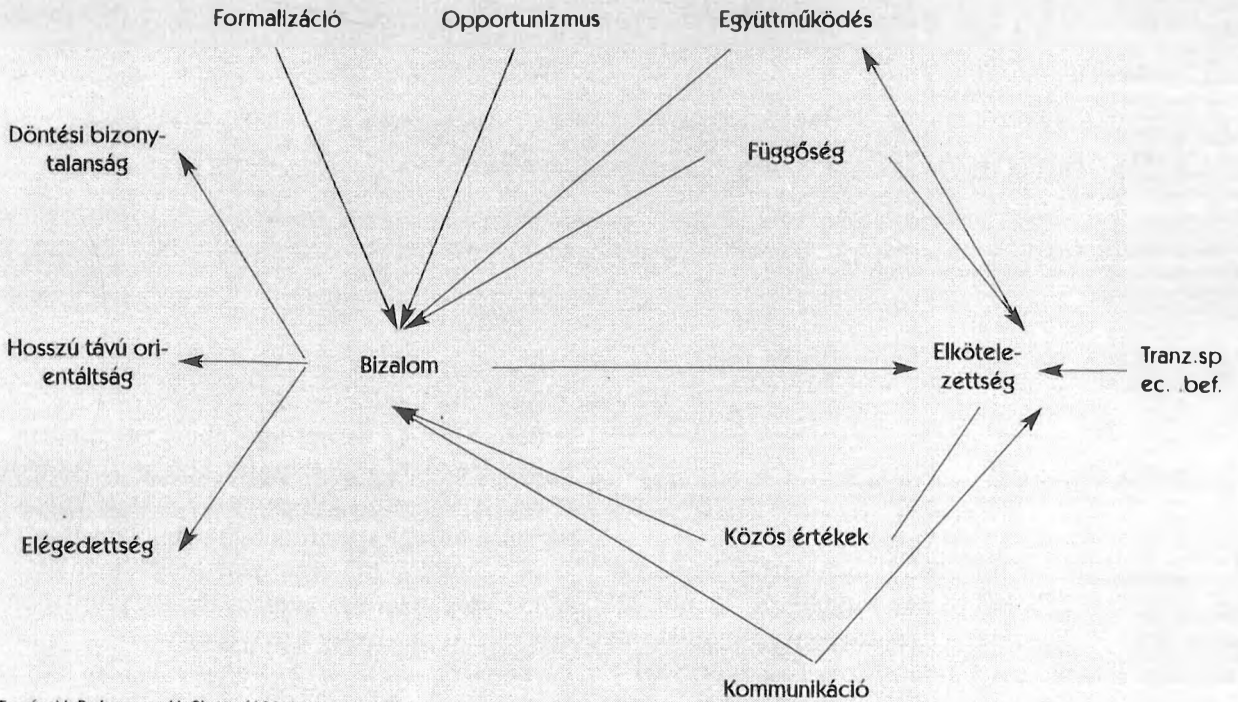 Formalizáció
Opportunizmus
Együttműködés
Döntési bizony-
talanság
Függőség
Hosszú távú ori-
entáltság
Bizalom
Elkötele-
zettség
Tranz.sp
ec. .bef.
Elégedettség
Közös értékek
Kommunikáció